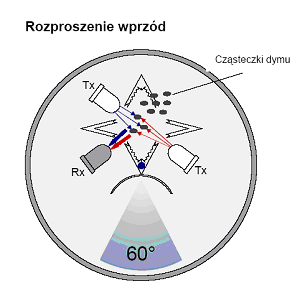 Rozproszenie wprzód
Cząsteczki dymu
Tx
Rx
Tx
60°